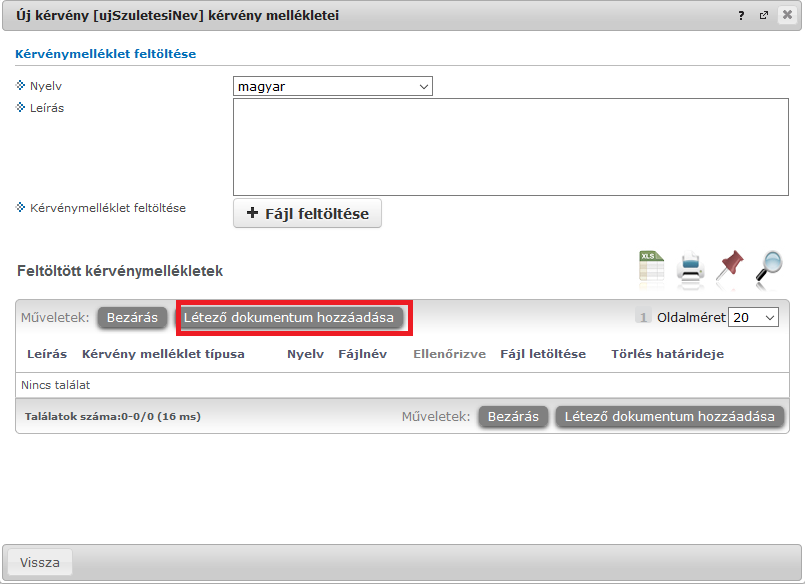 Új kérvény [ujSzuletesiNev] kérvény mellékletei ?
Kérvénymelléklet feltöltése
Nyelv magyar
Leírás
Kérvénymelléklet feltöltése + Fájl feltöltése
Feltöltött kérvénymellékletek XLS
Műveletek: Bezárás Létező dokumentum hozzáadása 1 Oldalméret 20
Leírás Kérvény melléklet típusa Nyelv Fájlnév Ellenőrizve Fájl letöltése Törlés határideje
Nincs találat
Találatok száma:0-0/0 (16 ms) Műveletek: Bezárás Létező dokumentum hozzáadása
Vissza